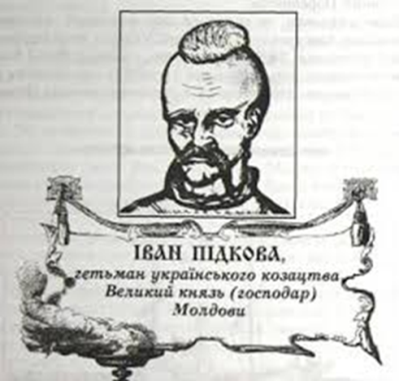 ІВАН ПІДКОВА,
гетьман українського козацтва
Великий князь (господар)
Молдови